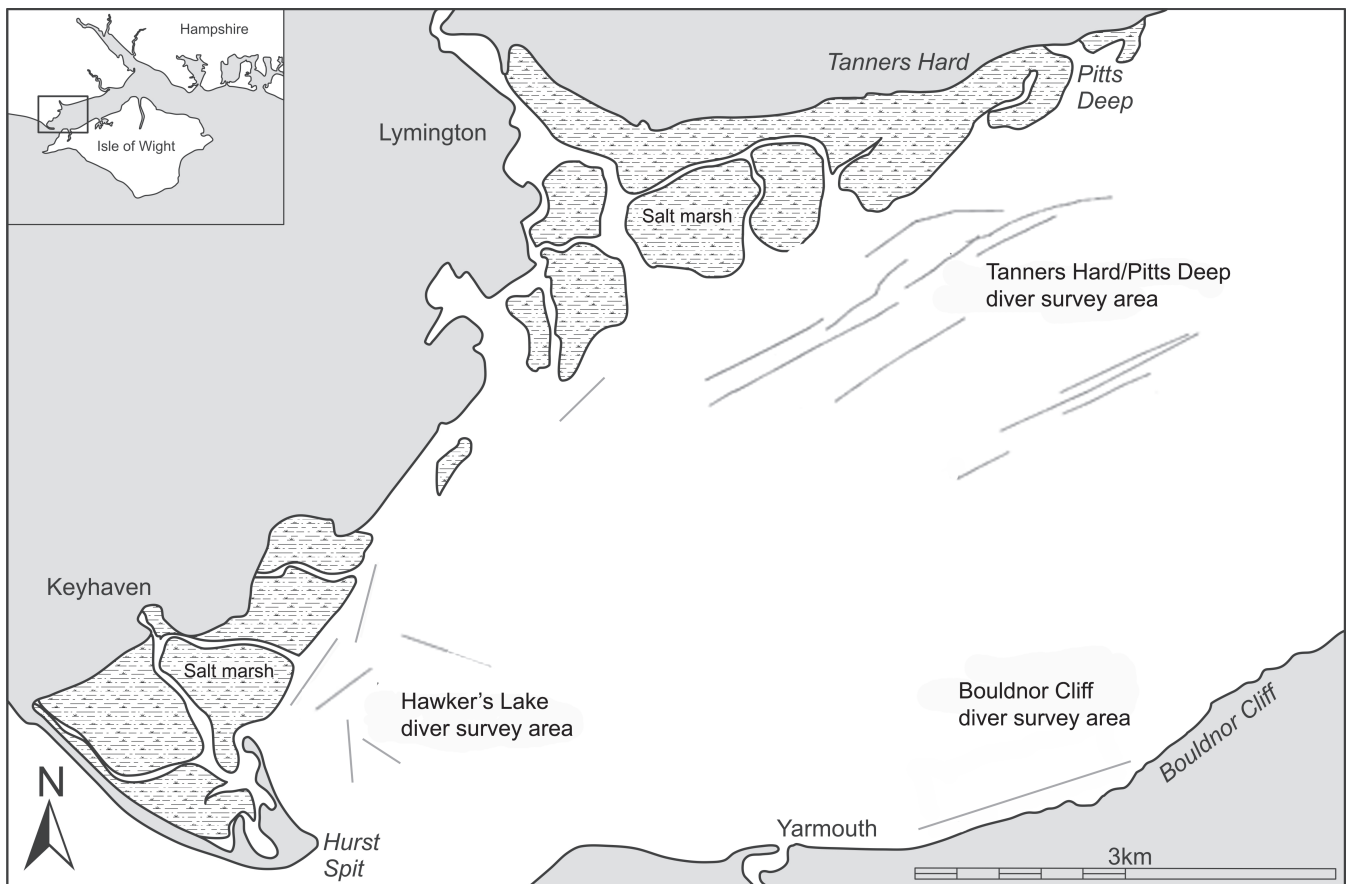 Hampshire
Isle of Wight
Lymington
Tanners Hard
Pitts
Deep
Salt marsh
Tanners Hard/Pitts Deep
diver survey area
Keyhaven
Salt marsh
Hawker's Lake
diver survey area
Bouldnor Cliff
diver survey area
Bouldnor Cliff
N
Hurst
Spit
Yarmouth
3km